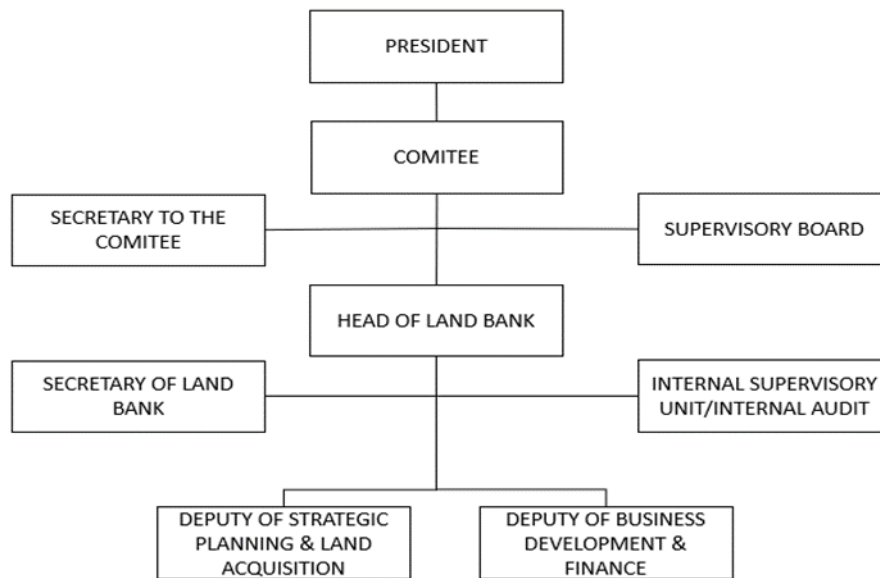 PRESIDENT
COMITEE
SECRETARY TO THE
COMITEE
SUPERVISORY BOARD
HEAD OF LAND BANK
SECRETARY OF LAND
BANK
INTERNAL SUPERVISORY
UNIT/INTERNAL AUDIT
DEPUTY OF STRATEGIC
PLANNING & LAND
ACQUISITION
DEPUTY OF BUSINESS
DEVELOPMENT &
FINANCE